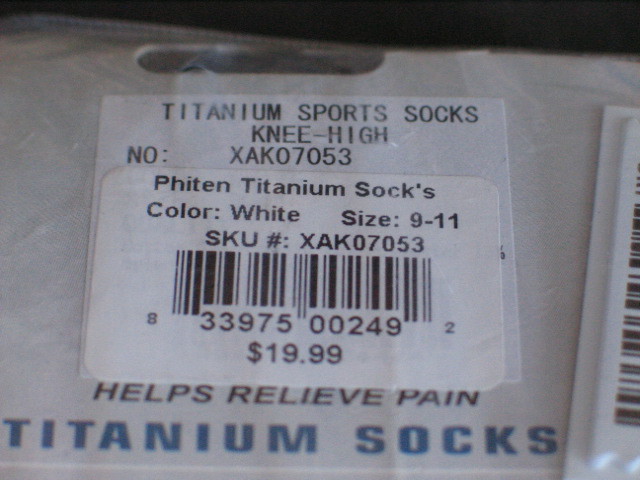 TITANIUM SPORTS SOCKS
KNEE-HIGH
NO: XAK07053
Phiten Titanium Sock's
Color: White Size: 9-11
SKU #: XAK07053
8 33975 00249 2
$19.99
HELPS RELIEVE PAIN
TITANIUM SOCKS